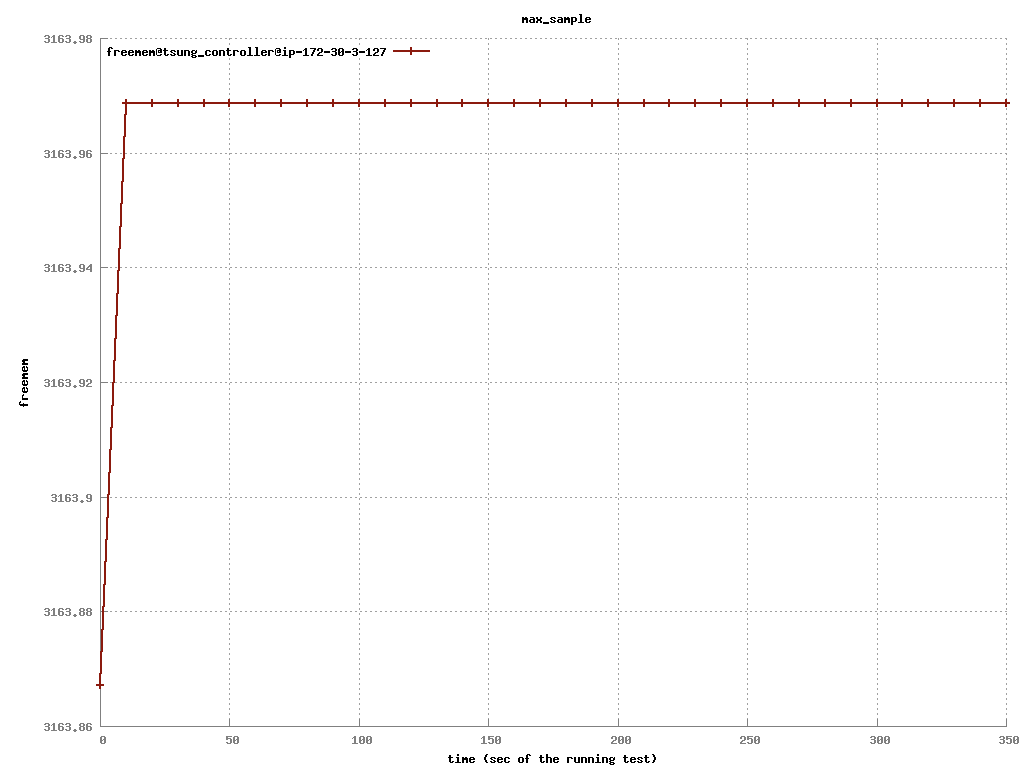 max_sample
3163.98
freemem@tsung_controller@ip-172-30-3-127
3163.96
3163.94
freemem
3163.92
3163.9
3163.88
3163.86
0 50 100 150 200 250 300 350
time (sec of the running test)